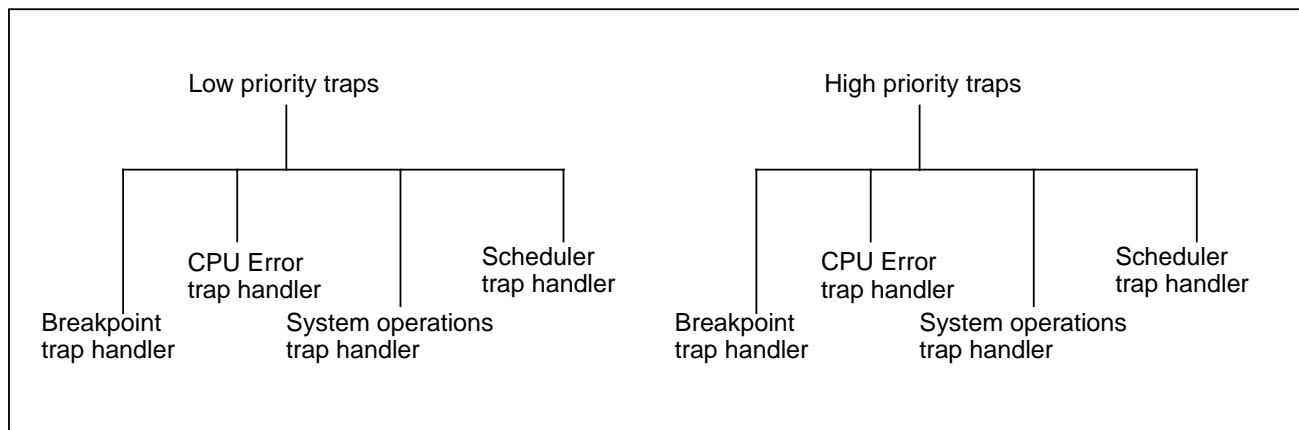 Low priority traps
High priority traps
CPU Error
trap handler
Scheduler
trap handler
Breakpoint
trap handler
System operations
trap handler
CPU Error
trap handler
Scheduler
trap handler
Breakpoint
trap handler
System operations
trap handler